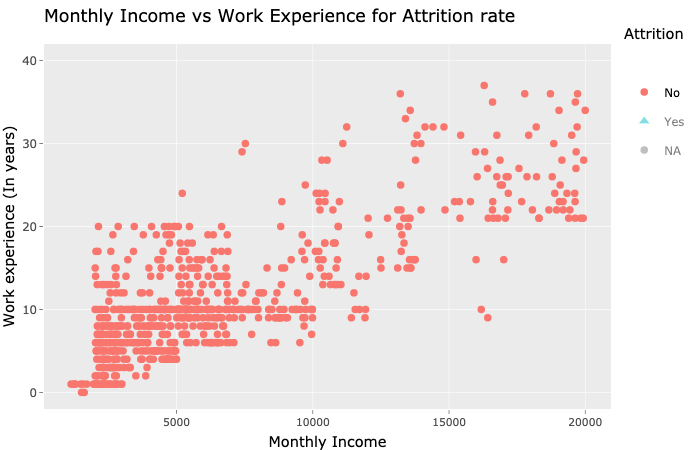 Monthly Income vs Work Experience for Attrition rate
Attrition
No
Yes
NA
40
30
20
10
0
Work experience (In years)
5000 10000 15000 20000
Monthly Income